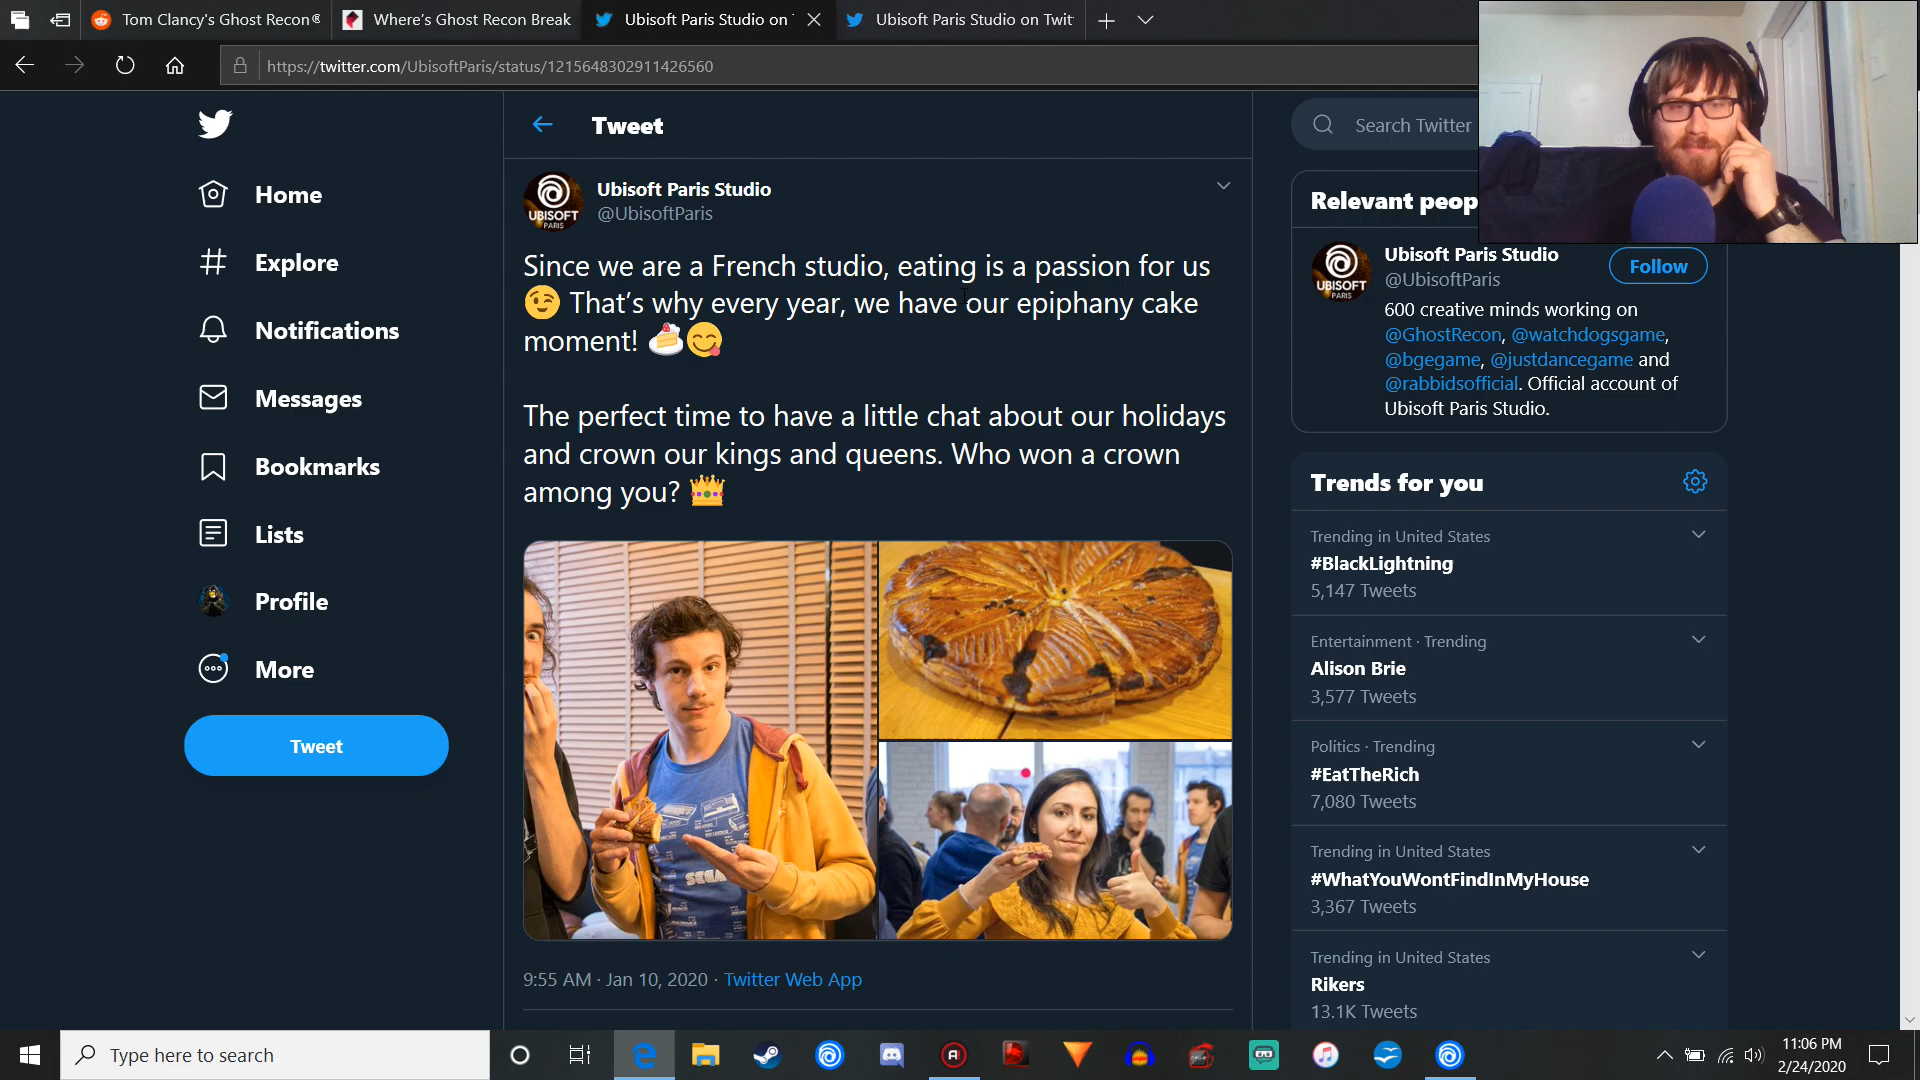 Tom Clancy's Ghost Recon®
Where's Ghost Recon Break
Ubisoft Paris Studio on
Ubisoft Paris Studio on Twit
https://twitter.com/UbisoftParis/status/1215648302911426560
Home
Explore
Notifications
Messages
Bookmarks
Lists
Profile
More
Tweet
Tweet
UBISOFT
PARIS
Ubisoft Paris Studio
@UbisoftParis
Since we are a French studio, eating is a passion for us
😉 That's why every year, we have our epiphany cake
moment! 🍰😋
The perfect time to have a little chat about our holidays
and crown our kings and queens. Who won a crown
among you? 👑
SEGA
9:55 AM · Jan 10, 2020 · Twitter Web App
Search Twitter
Relevant peop
UBISOFT
PARIS
Ubisoft Paris Studio
@UbisoftParis
Follow
600 creative minds working on
@GhostRecon, @watchdogsgame,
@bgegame, @justdancegame and
@rabbidsofficial. Official account of
Ubisoft Paris Studio.
Trends for you
Trending in United States
#BlackLightning
5,147 Tweets
Entertainment · Trending
Alison Brie
3,577 Tweets
Politics · Trending
#EatTheRich
7,080 Tweets
Trending in United States
#WhatYouWontFindInMyHouse
3,367 Tweets
Trending in United States
Rikers
13.1K Tweets
Type here to search
11:06 PM
2/24/2020